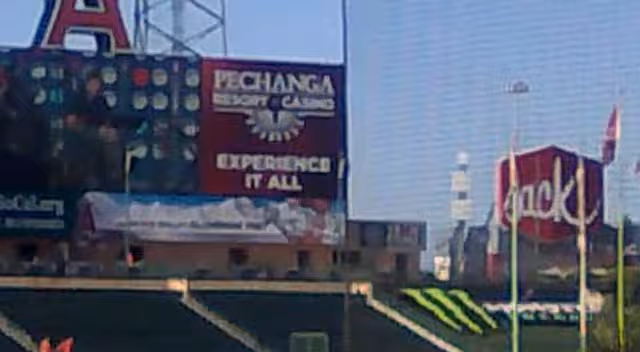 A
PECHANGA
RESORT CASINO
EXPERIENCE
IT ALL
jack